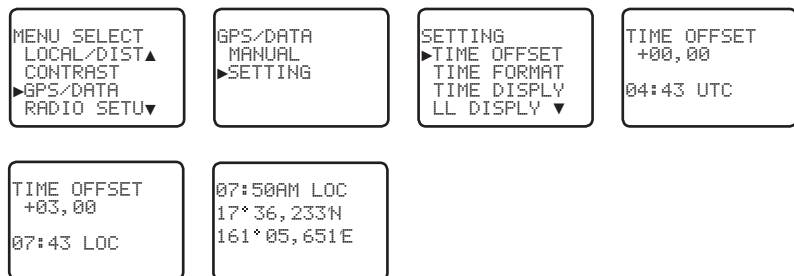 MENU SELECT
LOCAL/DIST▲
CONTRAST
►GPS/DATA
RADIO SETU▼
GPS/DATA
MANUAL
►SETTING
SETTING
►TIME OFFSET
TIME FORMAT
TIME DISPLY
LL DISPLY ▼
TIME OFFSET
+00,00
04:43 UTC
TIME OFFSET
+03,00
07:43 LOC
07:50AM LOC
17°36,233'N
161°05,651'E